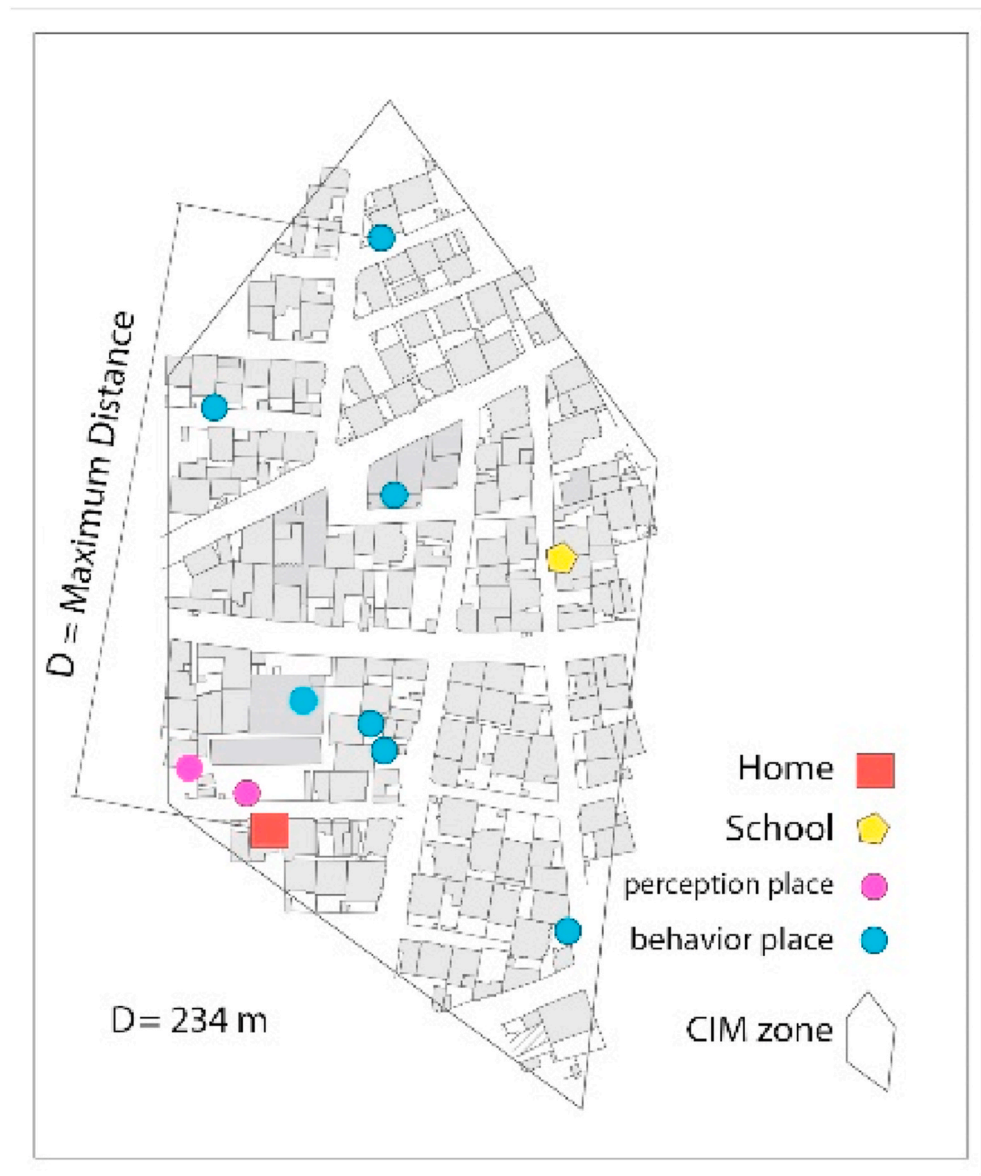 D = Maximum Distance
Home
School
perception place
behavior place
D= 234 m
CIM zone